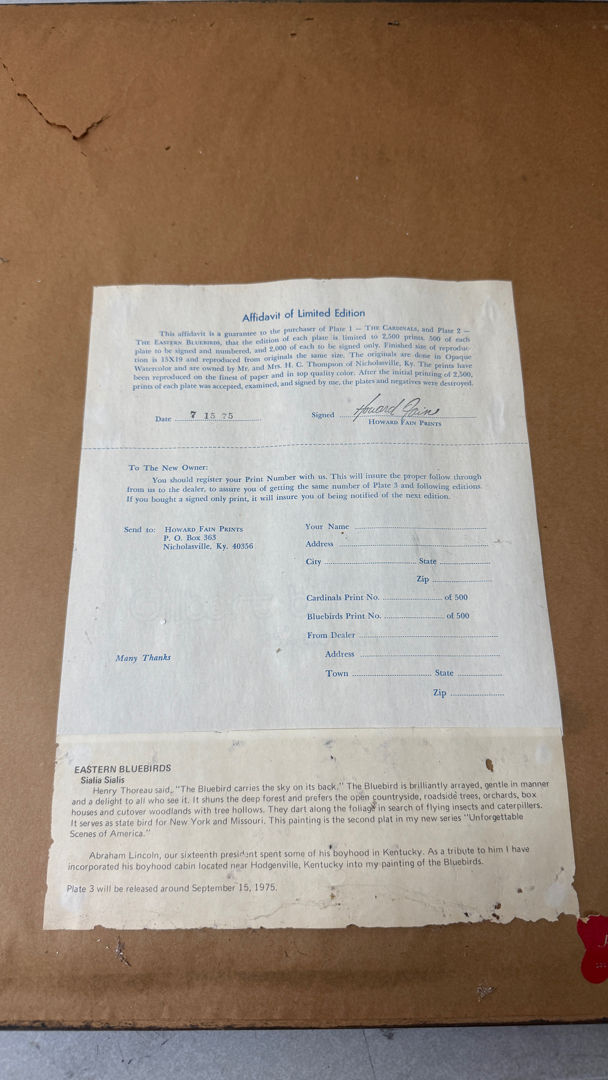 Affidavit of Limited Edition
This affidavit is a guarantee to the purchaser of Plate 1 — The Cardinals, and Plate 2 —
The Eastern Bluebirds, that the edition of each plate is limited to 2,500 prints, 500 of each
plate to be signed and numbered, and 2,000 of each to be signed only. Finished size of reproduc-
tion is 15X19 and reproduced from originals the same size. The originals are done in Opaque
Watercolor and are owned by Mr. and Mrs. H. C. Thompson of Nicholasville, Ky. The prints have
been reproduced on the finest of paper and in top quality color. After the initial printing of 2,500,
prints of each plate was accepted, examined, and signed by me, the plates and negatives were destroyed.
Date 7 15 75 Signed Howard Fain
Howard Fain Prints
To The New Owner:
You should register your Print Number with us. This will insure the proper follow through
from us to the dealer, to assure you of getting the same number of Plate 3 and following editions.
If you bought a signed only print, it will insure you of being notified of the next edition.
Send to: Howard Fain Prints
P. O. Box 363
Nicholasville, Ky. 40356
Your Name
Address
City State
Zip
Cardinals Print No. of 500
Bluebirds Print No. of 500
From Dealer
Many Thanks
Address
Town State
Zip
EASTERN BLUEBIRDS
Sialia Sialis
Henry Thoreau said, "The Bluebird carries the sky on its back." The Bluebird is brilliantly arrayed, gentle in manner
and a delight to all who see it. It shuns the deep forest and prefers the open countryside, roadside trees, orchards, box
houses and cutover woodlands with tree hollows. They dart along the foliage in search of flying insects and caterpillers.
It serves as state bird for New York and Missouri. This painting is the second plat in my new series "Unforgettable
Scenes of America."
Abraham Lincoln, our sixteenth president spent some of his boyhood in Kentucky. As a tribute to him I have
incorporated his boyhood cabin located near Hodgenville, Kentucky into my painting of the Bluebirds.
Plate 3 will be released around September 15, 1975.